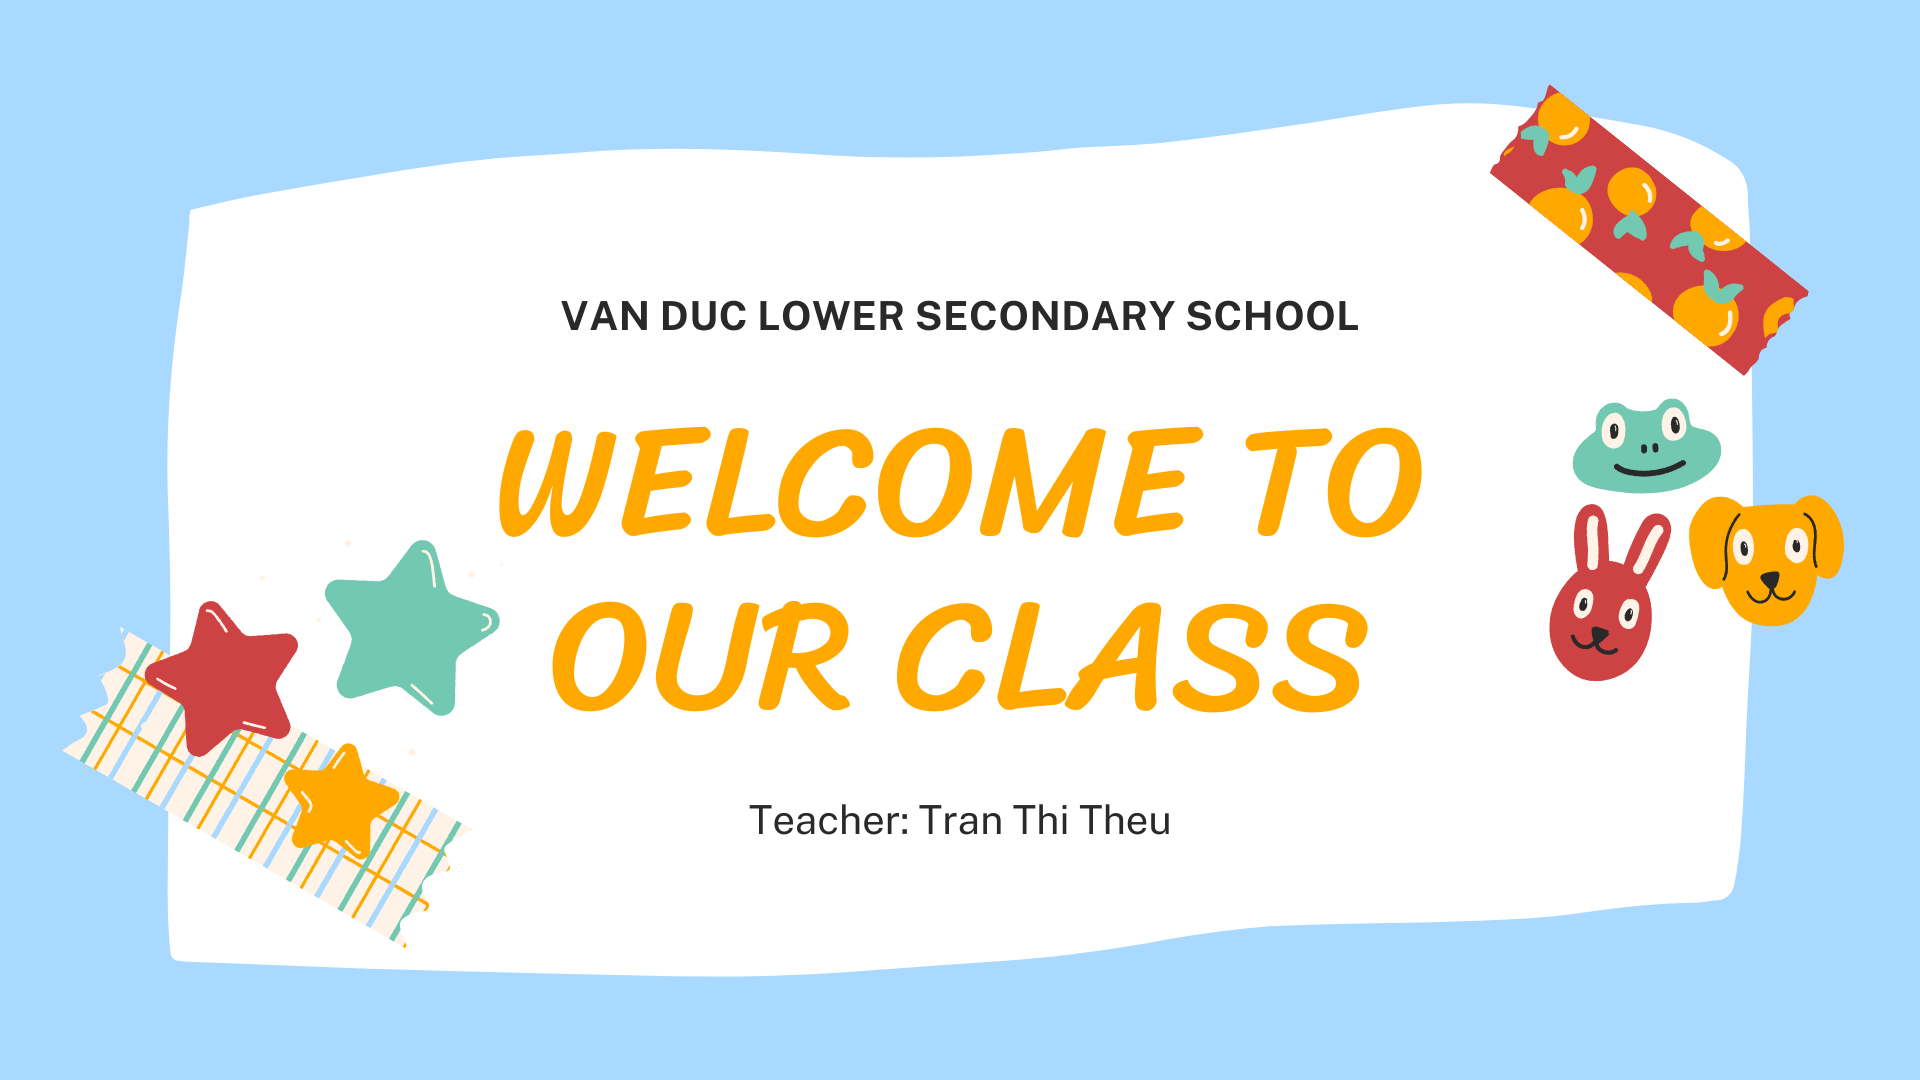 VAN DUC LOWER SECONDARY SCHOOL
WELCOME TO
OUR CLASS
Teacher: Tran Thi Theu